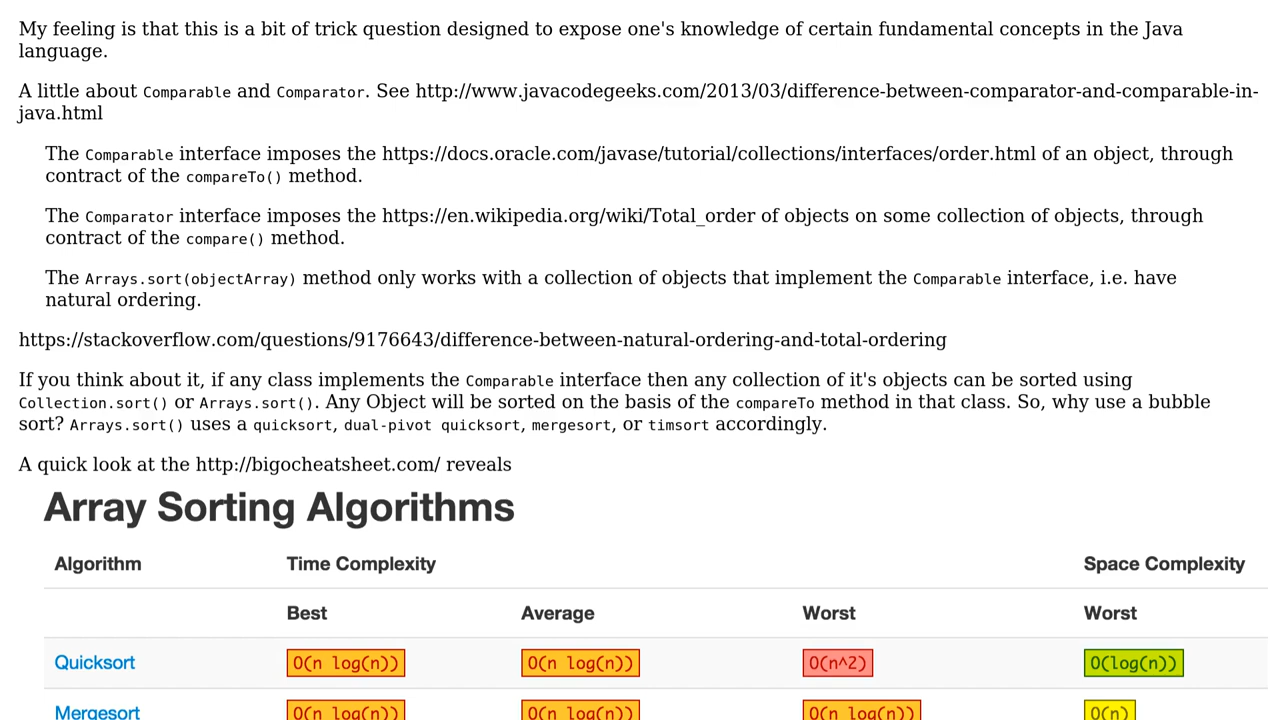 My feeling is that this is a bit of trick question designed to expose one's knowledge of certain fundamental concepts in the Java
language.
A little about Comparable and Comparator. See http://www.javacodegeeks.com/2013/03/difference-between-comparator-and-comparable-in-
java.html
The Comparable interface imposes the https://docs.oracle.com/javase/tutorial/collections/interfaces/order.html of an object, through
contract of the compareTo() method.
The Comparator interface imposes the https://en.wikipedia.org/wiki/Total_order of objects on some collection of objects, through
contract of the compare() method.
The Arrays.sort(objectArray) method only works with a collection of objects that implement the Comparable interface, i.e. have
natural ordering.
https://stackoverflow.com/questions/9176643/difference-between-natural-ordering-and-total-ordering
If you think about it, if any class implements the Comparable interface then any collection of it's objects can be sorted using
Collection.sort() or Arrays.sort(). Any Object will be sorted on the basis of the compareTo method in that class. So, why use a bubble
sort? Arrays.sort() uses a quicksort, dual-pivot quicksort, mergesort, or timsort accordingly.
A quick look at the http://bigocheatsheet.com/ reveals
Array Sorting Algorithms
Algorithm Time Complexity Space Complexity
Best Average Worst Worst
Quicksort O(n log(n)) O(n log(n)) O(n^2) O(log(n))
Mergesort O(n log(n)) O(n log(n)) O(n log(n)) O(n)